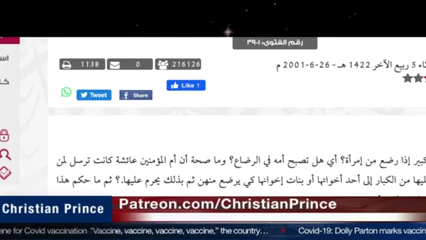 رقم الفتوى: ٣٩٠١
اء 5 ربيع الآخر 1422 هـ - 26-6-2001 م
216126
0
1138
Like 1
Tweet
Share
كبير إذا رضع من إمرأة؟ أي هل تصبح أمه في الرضاع؟ وما صحة أن أم المؤمنين عائشة كانت ترسل لمن
عليها من الكبار إلى أحد أخواتها أو بنات إخوانها كي يرضع منهن ثم بذلك يحرم عليها.؟ ثم ما حكم هذا
Christian Prince
Patreon.com/ChristianPrince
ene for Covid vaccination "Vaccine, vaccine, vaccine, vaccine," the country's…
Covid-19: Dolly Parton marks vaccin